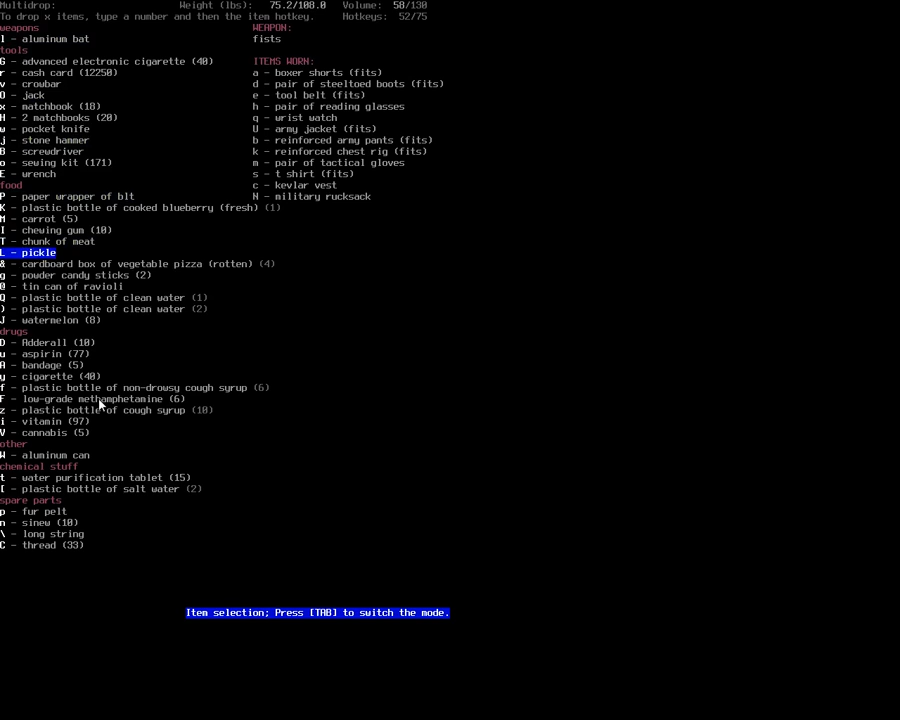 Multidrop: Weight (lbs): 75.2/108.0 Volume: 58/130
To drop x items, type a number and then the item hotkey. Hotkeys: 52/75
weapons WEAPON:
l - aluminum bat fists
tools
G - advanced electronic cigarette (40) ITEMS WORN:
r - cash card (12250) a - boxer shorts (fits)
v - crowbar d - pair of steeltoed boots (fits)
O - jack e - tool belt (fits)
x - matchbook (18) h - pair of reading glasses
H - 2 matchbooks (20) q - wrist watch
w - pocket knife U - army jacket (fits)
j - stone hammer b - reinforced army pants (fits)
B - screwdriver k - reinforced chest rig (fits)
o - sewing kit (171) m - pair of tactical gloves
E - wrench s - t shirt (fits)
food c - kevlar vest
P - paper wrapper of blt N - military rucksack
K - plastic bottle of cooked blueberry (fresh) (1)
M - carrot (5)
I - chewing gum (10)
T - chunk of meat
L - pickle
& - cardboard box of vegetable pizza (rotten) (4)
g - powder candy sticks (2)
@ - tin can of ravioli
Q - plastic bottle of clean water (1)
) - plastic bottle of clean water (2)
J - watermelon (8)
drugs
D - Adderall (10)
u - aspirin (77)
A - bandage (5)
y - cigarette (40)
f - plastic bottle of non-drowsy cough syrup (6)
F - low-grade methamphetamine (6)
z - plastic bottle of cough syrup (10)
i - vitamin (97)
V - cannabis (5)
other
W - aluminum can
chemical stuff
t - water purification tablet (15)
[ - plastic bottle of salt water (2)
spare parts
p - fur pelt
n - sinew (10)
\ - long string
C - thread (33)
Item selection; Press [TAB] to switch the mode.